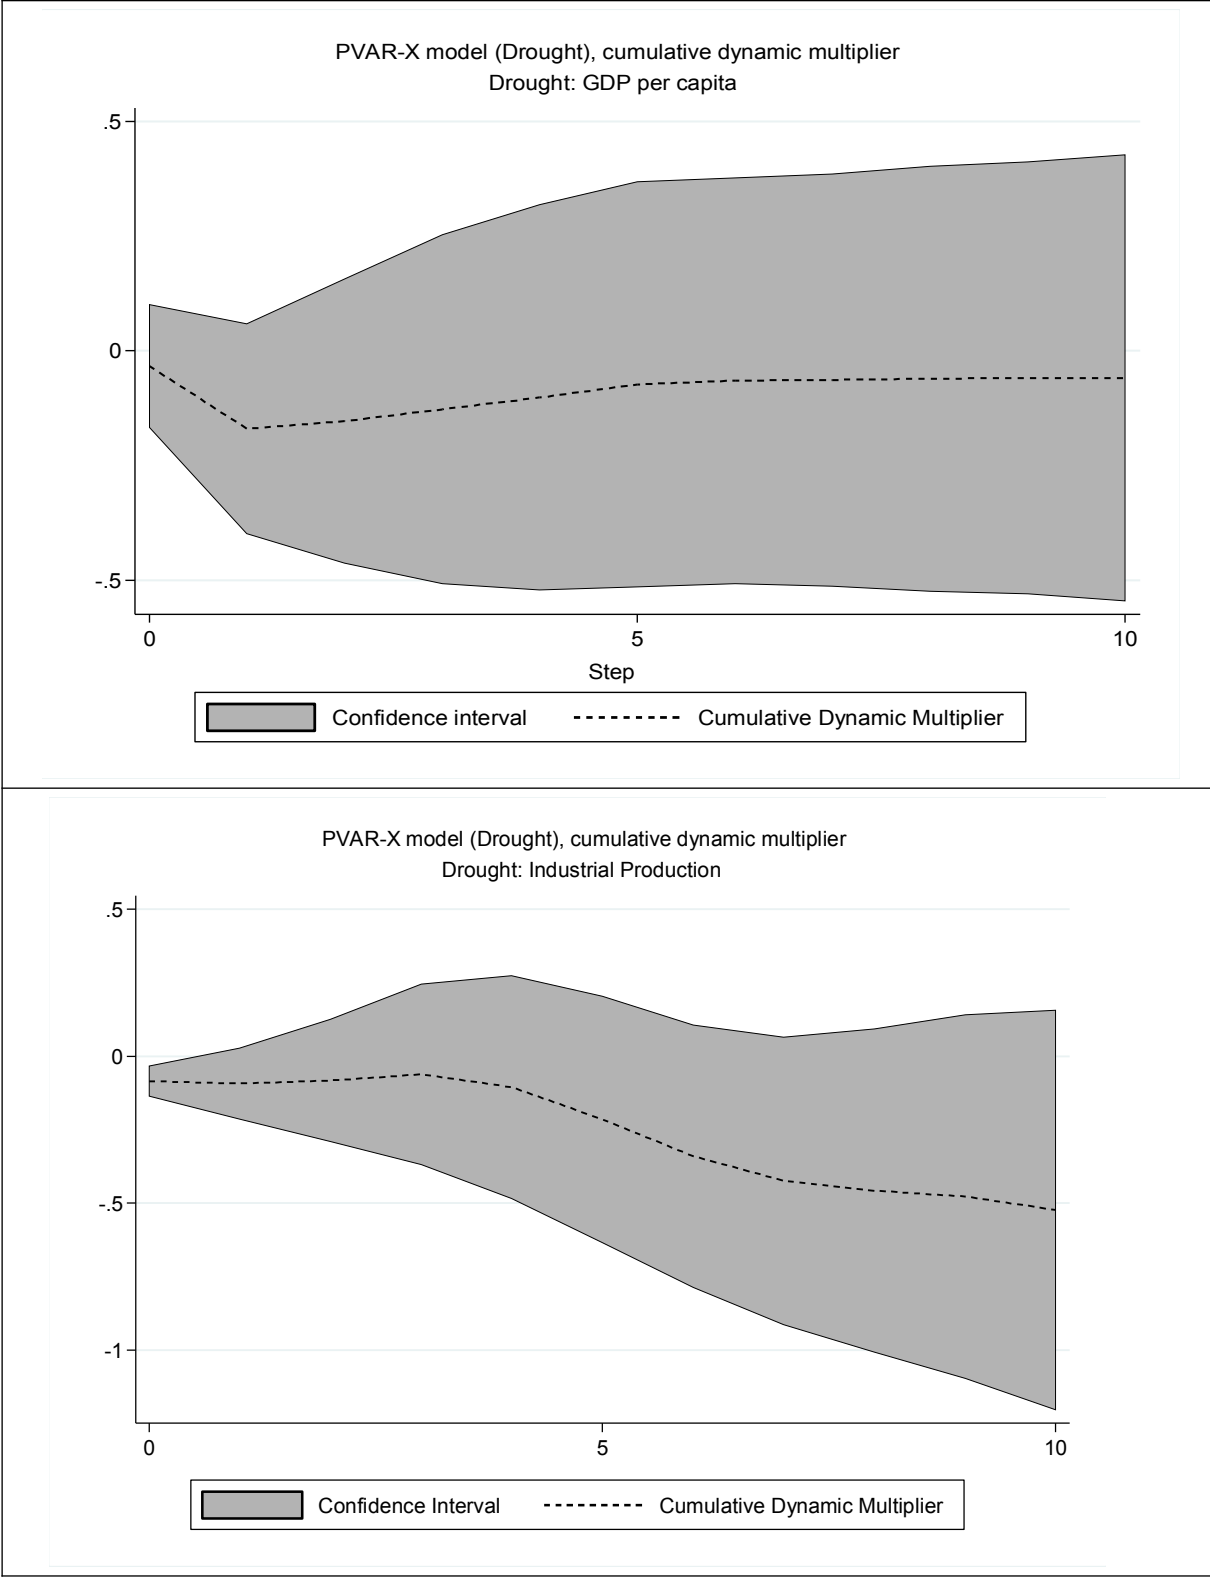 PVAR-X model (Drought), cumulative dynamic multiplier
Drought: GDP per capita
.5
0
-.5
0 5 10
Step
Confidence interval Cumulative Dynamic Multiplier
PVAR-X model (Drought), cumulative dynamic multiplier
Drought: Industrial Production
.5
0
-.5
-1
0 5 10
Confidence Interval Cumulative Dynamic Multiplier